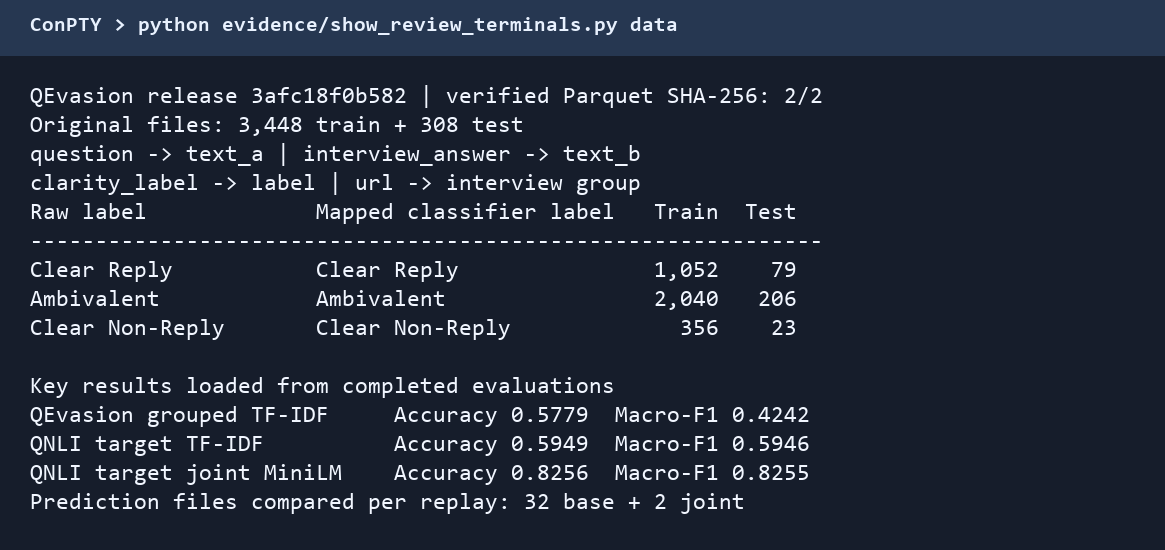 ConPTY > python evidence/show_review_terminals.py data
QEvasion release 3afc18f0b582 | verified Parquet SHA-256: 2/2
Original files: 3,448 train + 308 test
question -> text_a | interview_answer -> text_b
clarity_label -> label | url -> interview group
Raw label             Mapped classifier label   Train  Test
-------------------------------------------------------------
Clear Reply           Clear Reply               1,052    79
Ambivalent            Ambivalent                2,040   206
Clear Non-Reply       Clear Non-Reply             356    23
Key results loaded from completed evaluations
QEvasion grouped TF-IDF     Accuracy 0.5779  Macro-F1 0.4242
QNLI target TF-IDF          Accuracy 0.5949  Macro-F1 0.5946
QNLI target joint MiniLM    Accuracy 0.8256  Macro-F1 0.8255
Prediction files compared per replay: 32 base + 2 joint